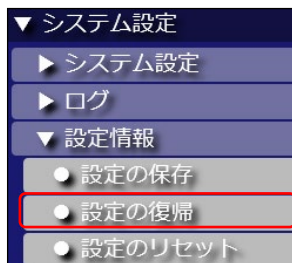 ▼ システム設定
▶ システム設定
▶ ログ
▼ 設定情報
● 設定の保存
● 設定の復帰
● 設定のリセット